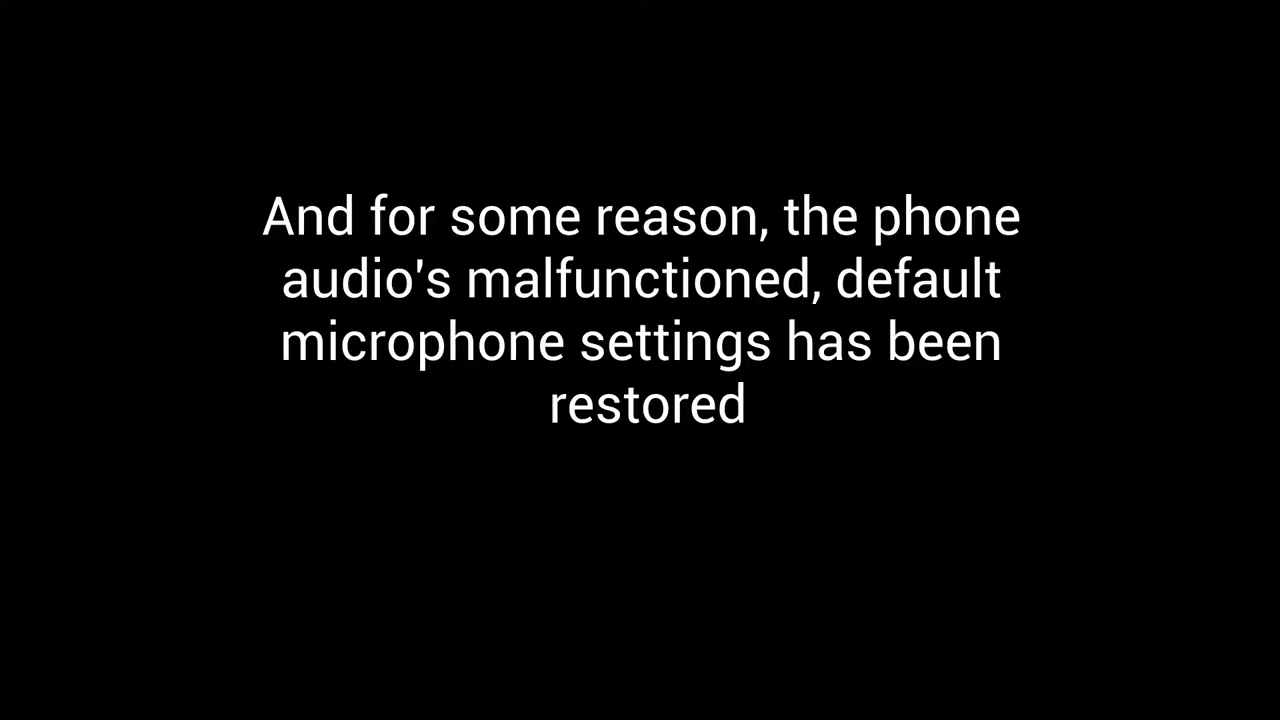 And for some reason, the phone
audio's malfunctioned, default
microphone settings has been
restored